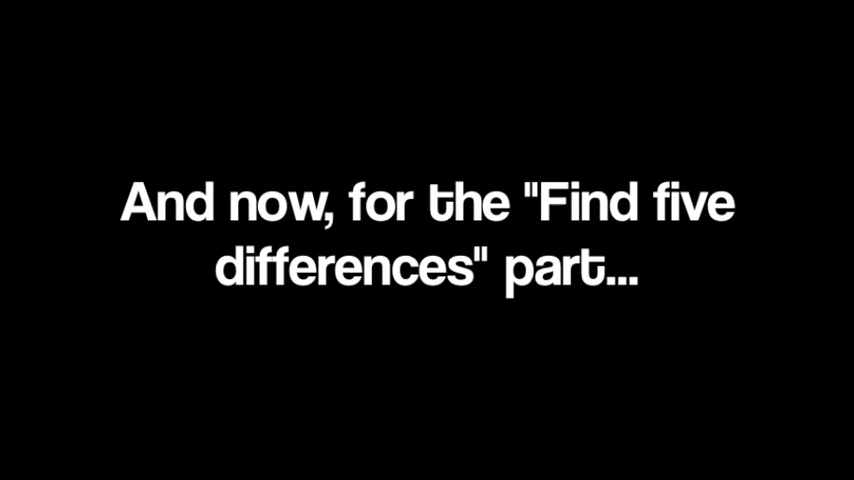 And now, for the "Find five
differences" part...